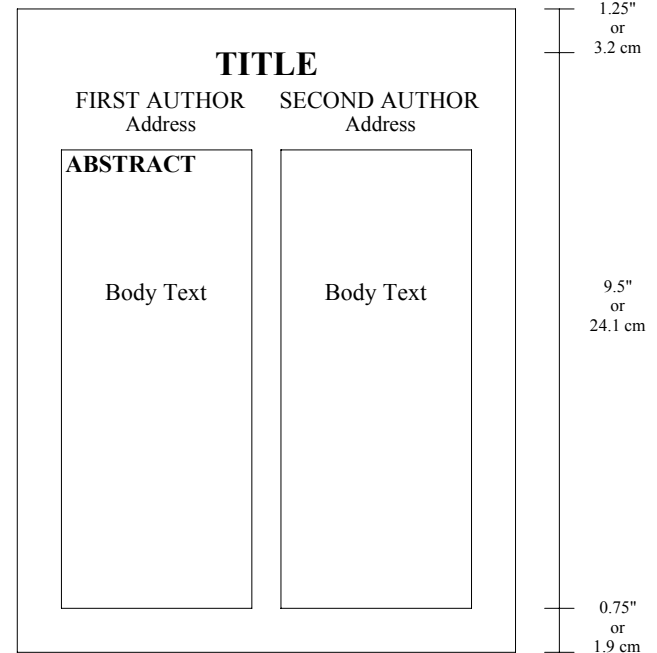 1.25"
or
3.2 cm
TITLE
FIRST AUTHOR
Address
SECOND AUTHOR
Address
ABSTRACT
Body Text
Body Text
9.5"
or
24.1 cm
0.75"
or
1.9 cm